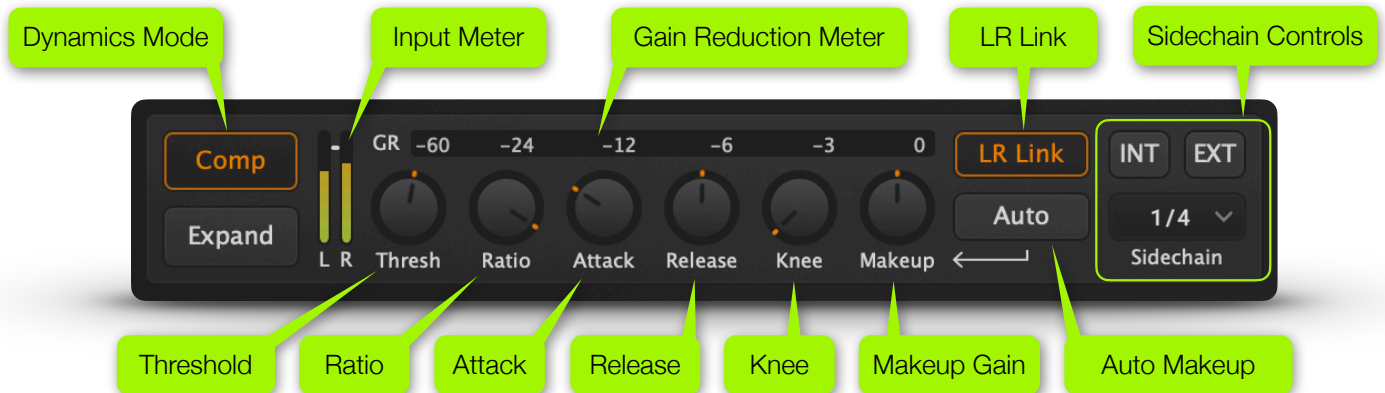 Dynamics Mode
Input Meter
Gain Reduction Meter
LR Link
Sidechain Controls
Comp
GR -60 -24 -12 -6 -3 0
LR Link
INT EXT
Expand
Auto
1/4
L R
Thresh Ratio Attack Release Knee Makeup
Sidechain
Threshold
Ratio
Attack
Release
Knee
Makeup Gain
Auto Makeup